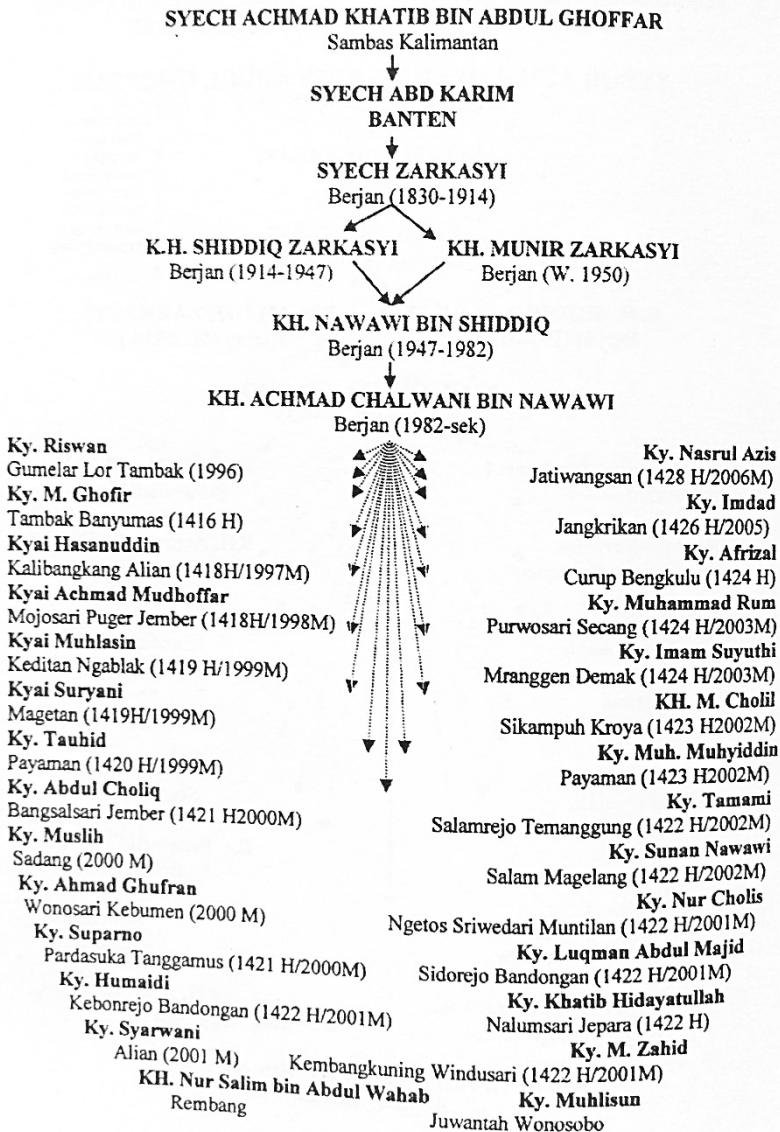 SYECH ACHMAD KHATIB BIN ABDUL GHOFFAR
Sambas Kalimantan
SYECH ABD KARIM
BANTEN
SYECH ZARKASYI
Berjan (1830-1914)
K.H. SHIDDIQ ZARKASYI
Berjan (1914-1947)
KH. MUNIR ZARKASYI
Berjan (W. 1950)
KH. NAWAWI BIN SHIDDIQ
Berjan (1947-1982)
KH. ACHMAD CHALWANI BIN NAWAWI
Berjan (1982-sek)
Ky. Riswan
Gumelar Lor Tambak (1996)
Ky. M. Ghofir
Tambak Banyumas (1416 H)
Kyai Hasanuddin
Kalibangkang Alian (1418H/1997M)
Kyai Achmad Mudhoffar
Mojosari Puger Jember (1418H/1998M)
Kyai Muhlasin
Keditan Ngablak (1419 H/1999M)
Kyai Suryani
Magetan (1419H/1999M)
Ky. Tauhid
Payaman (1420 H/1999M)
Ky. Abdul Choliq
Bangsalsari Jember (1421 H2000M)
Ky. Muslih
Sadang (2000 M)
Ky. Ahmad Ghufran
Wonosari Kebumen (2000 M)
Ky. Suparno
Pardasuka Tanggamus (1421 H/2000M)
Ky. Humaidi
Kebonrejo Bandongan (1422 H/2001M)
Ky. Syarwani
Alian (2001 M)
KH. Nur Salim bin Abdul Wahab
Rembang
Ky. Nasrul Azis
Jatiwangsan (1428 H/2006M)
Ky. Imdad
Jangkrikan (1426 H/2005)
Ky. Afrizal
Curup Bengkulu (1424 H)
Ky. Muhammad Rum
Purwosari Secang (1424 H/2003M)
Ky. Imam Suyuthi
Mranggen Demak (1424 H/2003M)
KH. M. Cholil
Sikampuh Kroya (1423 H2002M)
Ky. Muh. Muhyiddin
Payaman (1423 H2002M)
Ky. Tamami
Salamrejo Temanggung (1422 H/2002M)
Ky. Sunan Nawawi
Salam Magelang (1422 H/2002M)
Ky. Nur Cholis
Ngetos Sriwedari Muntilan (1422 H/2001M)
Ky. Luqman Abdul Majid
Sidorejo Bandongan (1422 H/2001M)
Ky. Khatib Hidayatullah
Nalumsari Jepara (1422 H)
Ky. M. Zahid
Kembangkuning Windusari (1422 H/2001M)
Ky. Muhlisun
Juwantah Wonosobo